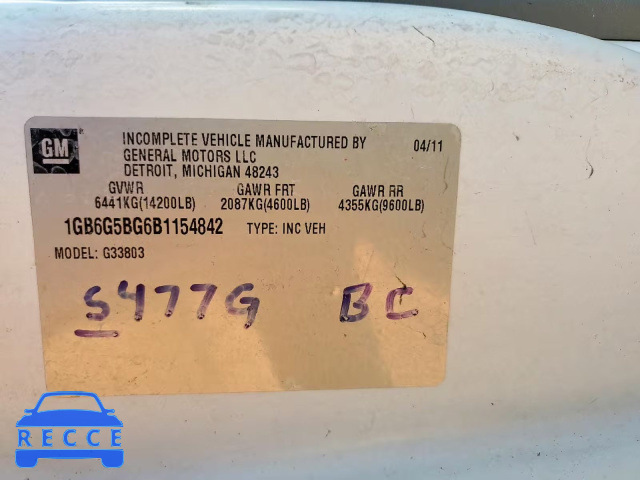 GM
INCOMPLETE VEHICLE MANUFACTURED BY
GENERAL MOTORS LLC
DETROIT, MICHIGAN 48243
04/11
GVWR GAWR FRT GAWR RR
6441KG(14200LB) 2087KG(4600LB) 4355KG(9600LB)
1GB6G5BG6B1154842 TYPE: INC VEH
MODEL: G33803
S477G BC
RECCE